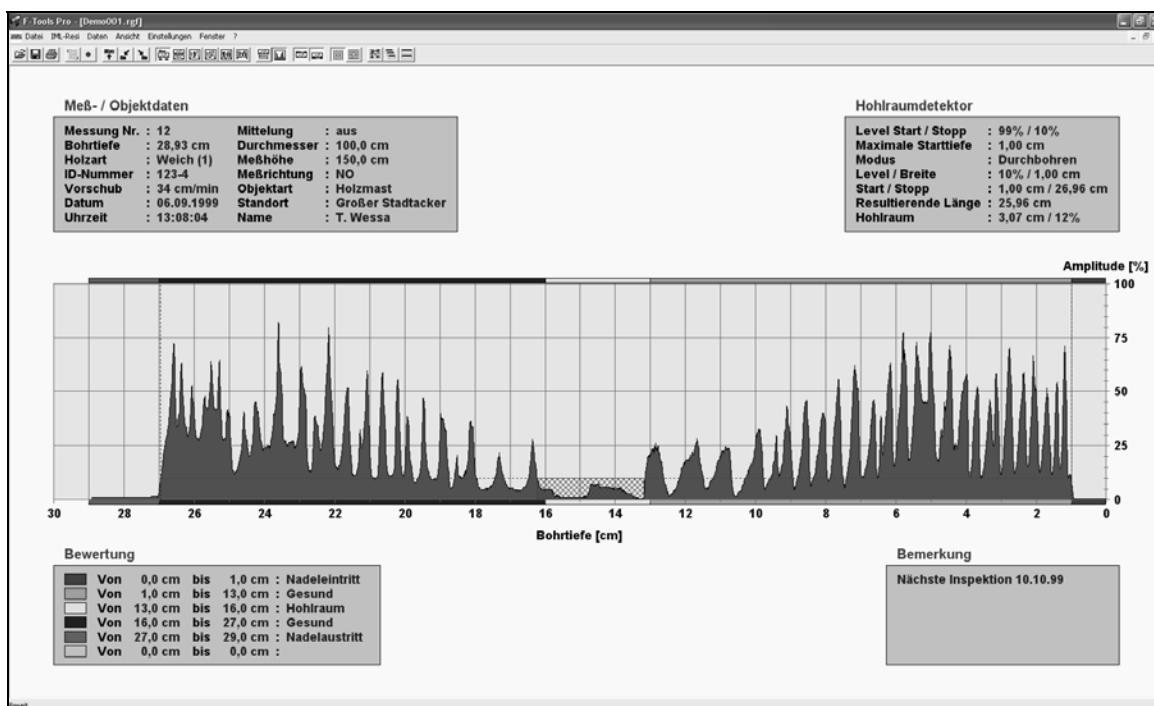 F-Tools Pro - [Demo001.rgf]
Datei IML-Resi Daten Ansicht Einstellungen Fenster ?
Meß- / Objektdaten
Messung Nr. : 12 Mittelung : aus
Bohrtiefe : 28,93 cm Durchmesser : 100,0 cm
Holzart : Weich (1) Meßhöhe : 150,0 cm
ID-Nummer : 123-4 Meßrichtung : NO
Vorschub : 34 cm/min Objektart : Holzmast
Datum : 06.09.1999 Standort : Großer Stadtacker
Uhrzeit : 13:08:04 Name : T. Wessa
Hohlraumdetektor
Level Start / Stopp : 99% / 10%
Maximale Starttiefe : 1,00 cm
Modus : Durchbohren
Level / Breite : 10% / 1,00 cm
Start / Stopp : 1,00 cm / 26,96 cm
Resultierende Länge : 25,96 cm
Hohlraum : 3,07 cm / 12%
Amplitude [%]
100
75
50
25
0
30 28 26 24 22 20 18 16 14 12 10 8 6 4 2 0
Bohrtiefe [cm]
Bewertung
Von 0,0 cm bis 1,0 cm : Nadeleintritt
Von 1,0 cm bis 13,0 cm : Gesund
Von 13,0 cm bis 16,0 cm : Hohlraum
Von 16,0 cm bis 27,0 cm : Gesund
Von 27,0 cm bis 29,0 cm : Nadelaustritt
Von 0,0 cm bis 0,0 cm :
Bemerkung
Nächste Inspektion 10.10.99